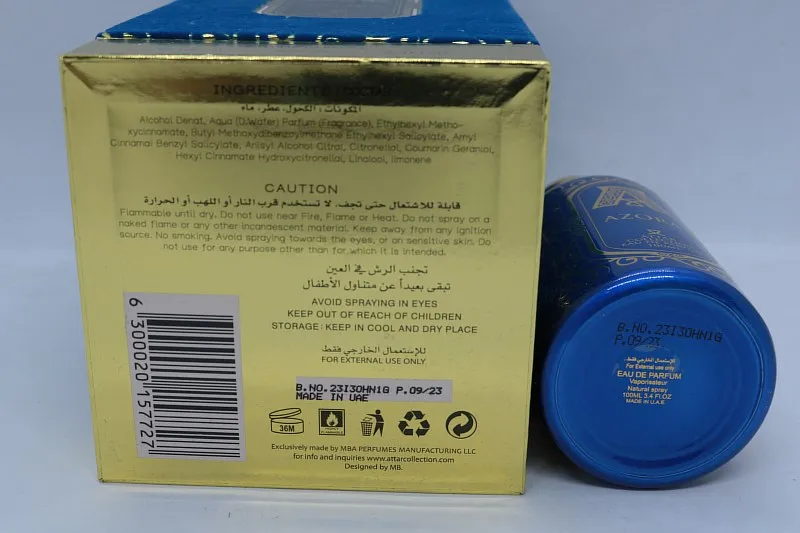 INGREDIENTS
المكونات: الكحول، عطر، ماء
Alcohol Denat, Aqua (D.Water) Parfum (Fragrance), Ethylhexyl Metho-
xycinnomate, Butyl Methoxydibenzoylmethane Ethylhexyl Salicylate, Amyl
Cinnamal Benzyl Salicylate, Anisyl Alcohol Citral, Citronellol, Coumarin Geraniol,
Hexyl Cinnamate Hydroxycitronellal, Linalool, limonene
CAUTION
قابلة للاشتعال حتى تجف. لا تستخدم قرب النار أو اللهب أو الحرارة
Flammable until dry. Do not use near Fire, Flame or Heat. Do not spray on a
naked flame or any other incandescent material. Keep away from any ignition
source. No smoking. Avoid spraying towards the eyes, or on sensitive skin. Do
not use for any purpose other than for which it is intended.
تجنب الرش في العين
تبقى بعيداً عن متناول الأطفال
AVOID SPRAYING IN EYES
KEEP OUT OF REACH OF CHILDREN
STORAGE: KEEP IN COOL AND DRY PLACE
للإستعمال الخارجي فقط.
FOR EXTERNAL USE ONLY.
6 300020 157727
B.NO.23I30HN1G P.09/23
MADE IN UAE
36M
Exclusively made by MBA PERFUMES MANUFACTURING LLC
for info and inquiries www.attarcollection.com
Designed by MB.
AZORA
B.NO.23I30HN1G
P.09/23
للإستعمال الخارجي فقط.
For External use only
EAU DE PARFUM
Vaporisateur
Natural spray
100ML 3.4 FL.OZ
MADE IN U.A.E